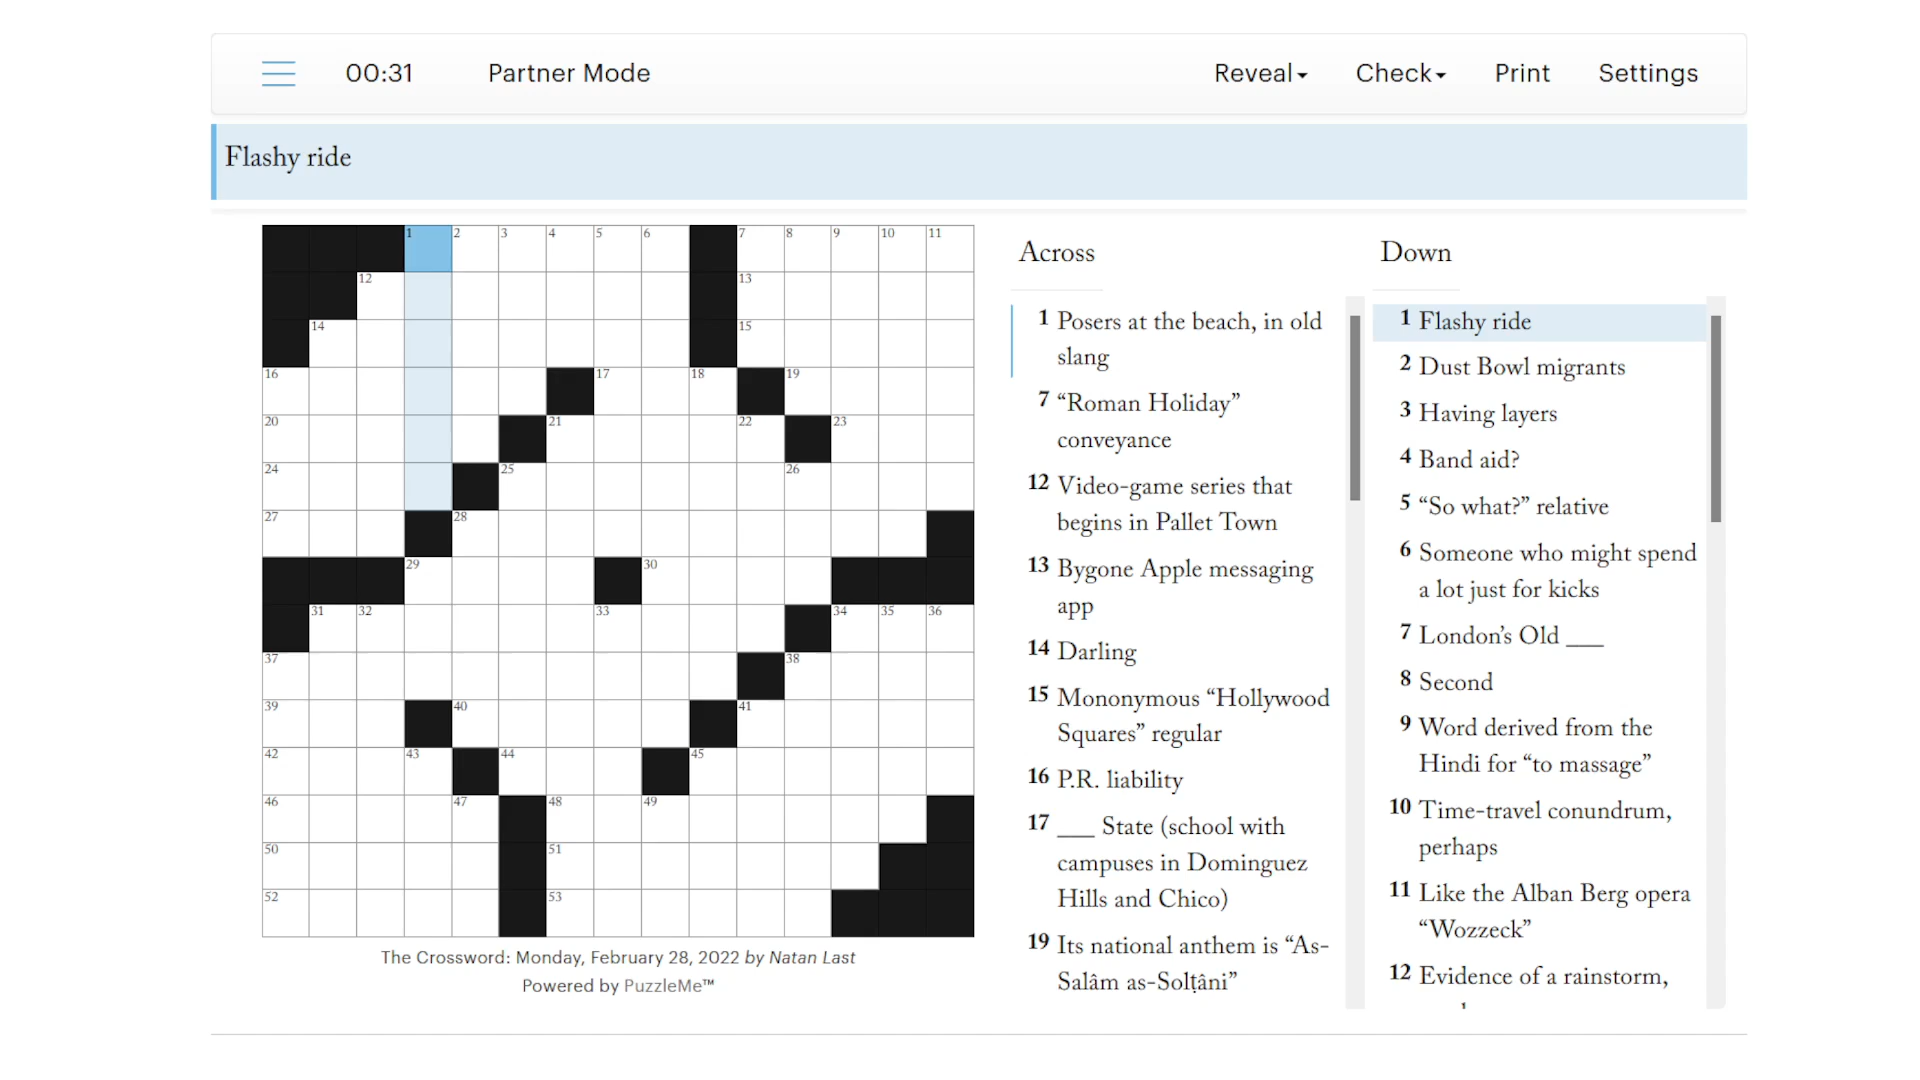 00:31 Partner Mode Reveal Check Print Settings
Flashy ride
1 2 3 4 5 6 7 8 9 10 11
12 13
14 15
16 17 18 19
20 21 22 23
24 25 26
27 28
29 30
31 32 33 34 35 36
37 38
39 40 41
42 43 44 45
46 47 48 49
50 51
52 53
The Crossword: Monday, February 28, 2022 by Natan Last
Powered by PuzzleMe™
Across
1 Posers at the beach, in old
slang
7 “Roman Holiday”
conveyance
12 Video-game series that
begins in Pallet Town
13 Bygone Apple messaging
app
14 Darling
15 Mononymous “Hollywood
Squares” regular
16 P.R. liability
17 ___ State (school with
campuses in Dominguez
Hills and Chico)
19 Its national anthem is “As-
Salâm as-Solṭâni”
Down
1 Flashy ride
2 Dust Bowl migrants
3 Having layers
4 Band aid?
5 “So what?” relative
6 Someone who might spend
a lot just for kicks
7 London’s Old ___
8 Second
9 Word derived from the
Hindi for “to massage”
10 Time-travel conundrum,
perhaps
11 Like the Alban Berg opera
“Wozzeck”
12 Evidence of a rainstorm,